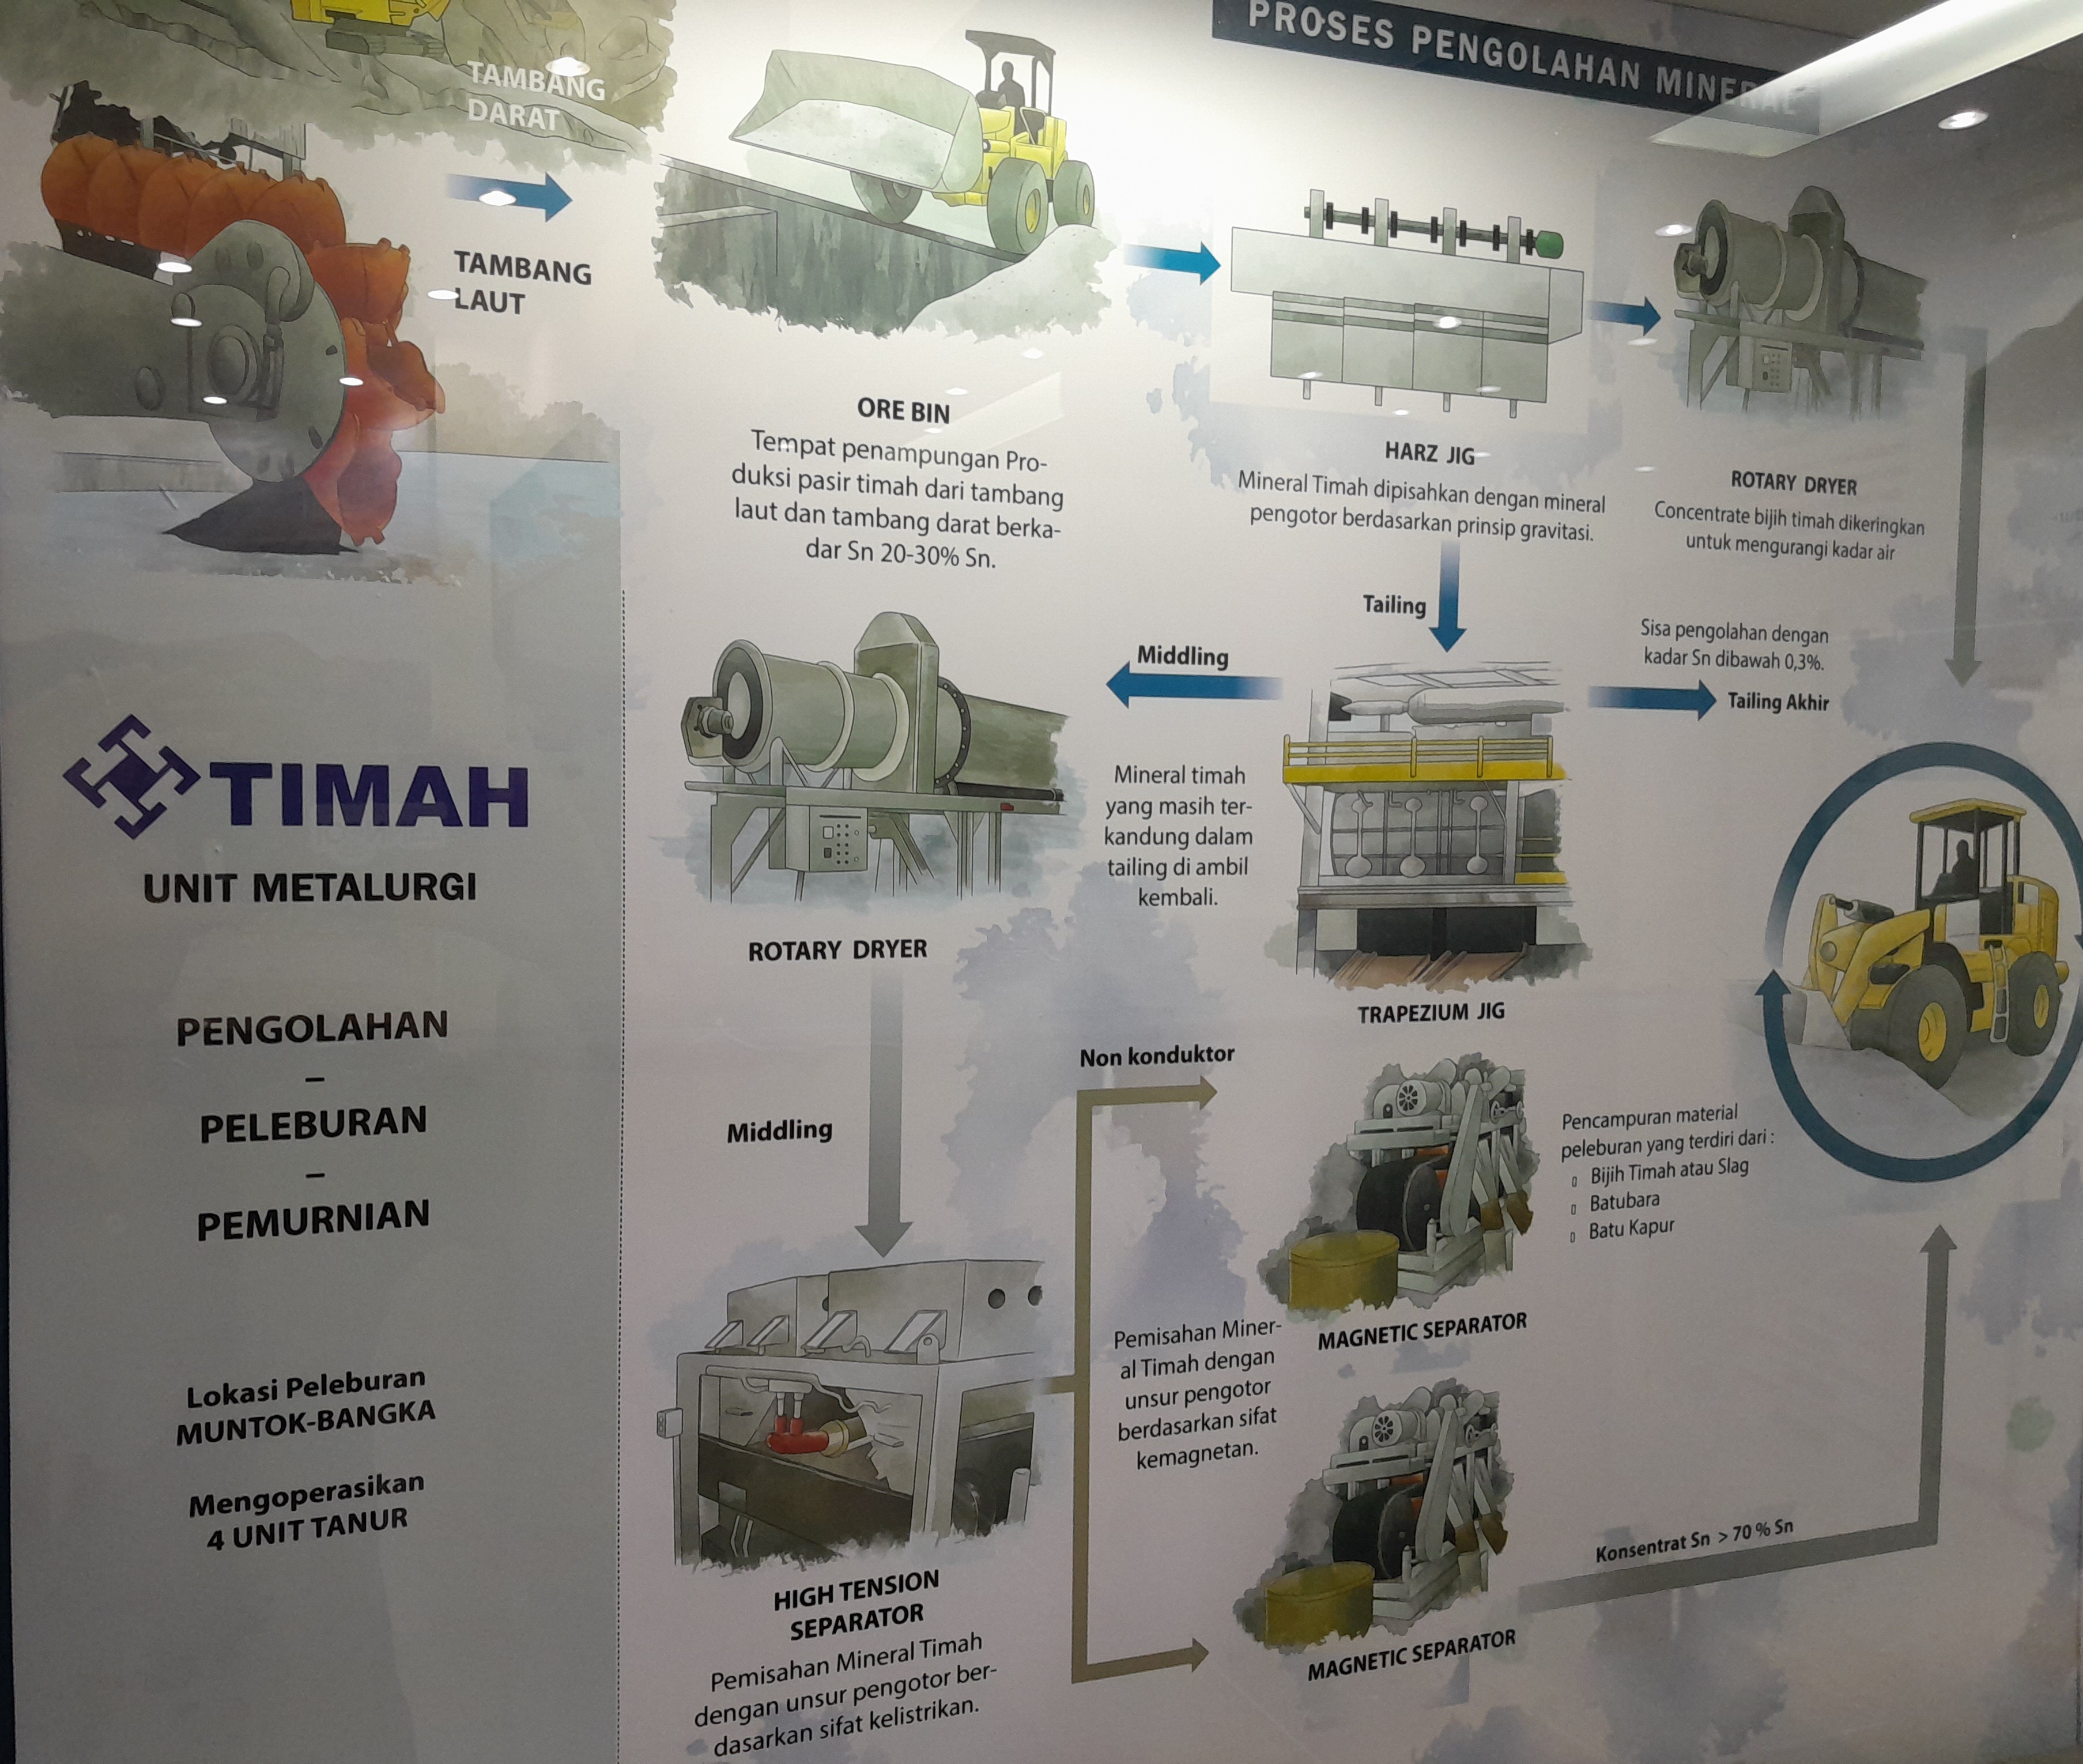 PROSES PENGOLAHAN MINERAL
TAMBANG
DARAT
TAMBANG
LAUT
ORE BIN
Tempat penampungan Pro-
duksi pasir timah dari tambang
laut dan tambang darat berka-
dar Sn 20-30% Sn.
HARZ JIG
Mineral Timah dipisahkan dengan mineral
pengotor berdasarkan prinsip gravitasi.
ROTARY DRYER
Concentrate bijih timah dikeringkan
untuk mengurangi kadar air
Tailing
Middling
Sisa pengolahan dengan
kadar Sn dibawah 0,3%.
Tailing Akhir
Mineral timah
yang masih ter-
kandung dalam
tailing di ambil
kembali.
ROTARY DRYER
TRAPEZIUM JIG
Middling
Non konduktor
Pencampuran material
peleburan yang terdiri dari :
Bijih Timah atau Slag
Batubara
Batu Kapur
MAGNETIC SEPARATOR
Pemisahan Miner-
al Timah dengan
unsur pengotor
berdasarkan sifat
kemagnetan.
Konsentrat Sn > 70 % Sn
MAGNETIC SEPARATOR
HIGH TENSION
SEPARATOR
Pemisahan Mineral Timah
dengan unsur pengotor ber-
dasarkan sifat kelistrikan.
TIMAH
UNIT METALURGI
PENGOLAHAN
–
PELEBURAN
–
PEMURNIAN
Lokasi Peleburan
MUNTOK-BANGKA
Mengoperasikan
4 UNIT TANUR